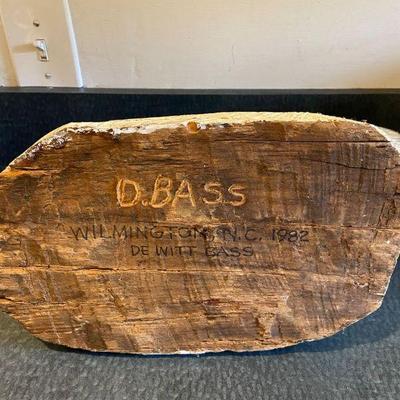 D.BASS
WILMINGTON, N.C. 1982
DE WITT BASS